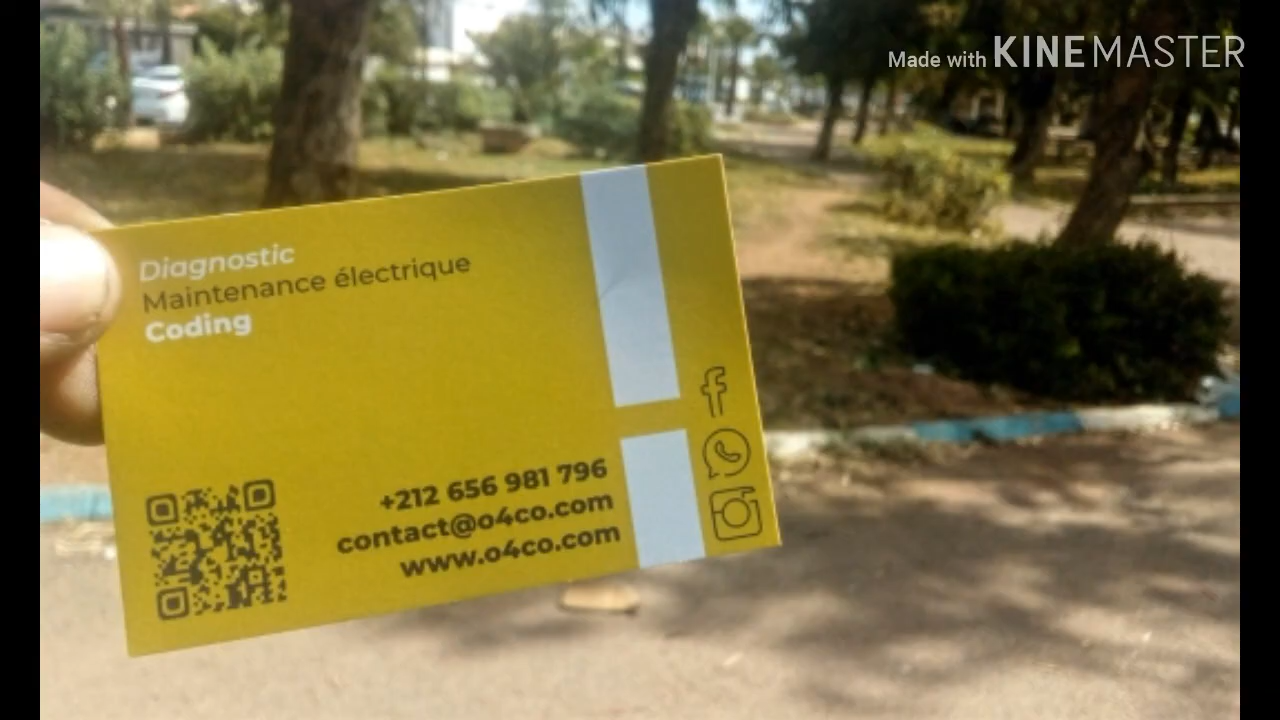 Made with KINEMASTER
Diagnostic
Maintenance électrique
Coding
+212 656 981 796
contact@o4co.com
www.o4co.com